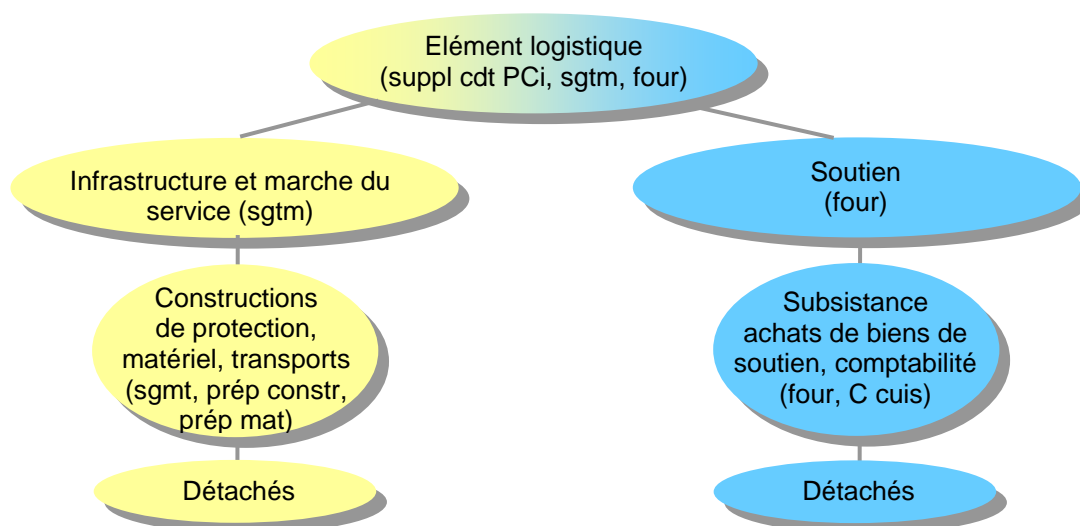 Elément logistique
(suppl cdt PCi, sgtm, four)
Infrastructure et marche du
service (sgtm)
Soutien
(four)
Constructions
de protection,
matériel, transports
(sgmt, prép constr,
prép mat)
Subsistance
achats de biens de
soutien, comptabilité
(four, C cuis)
Détachés
Détachés